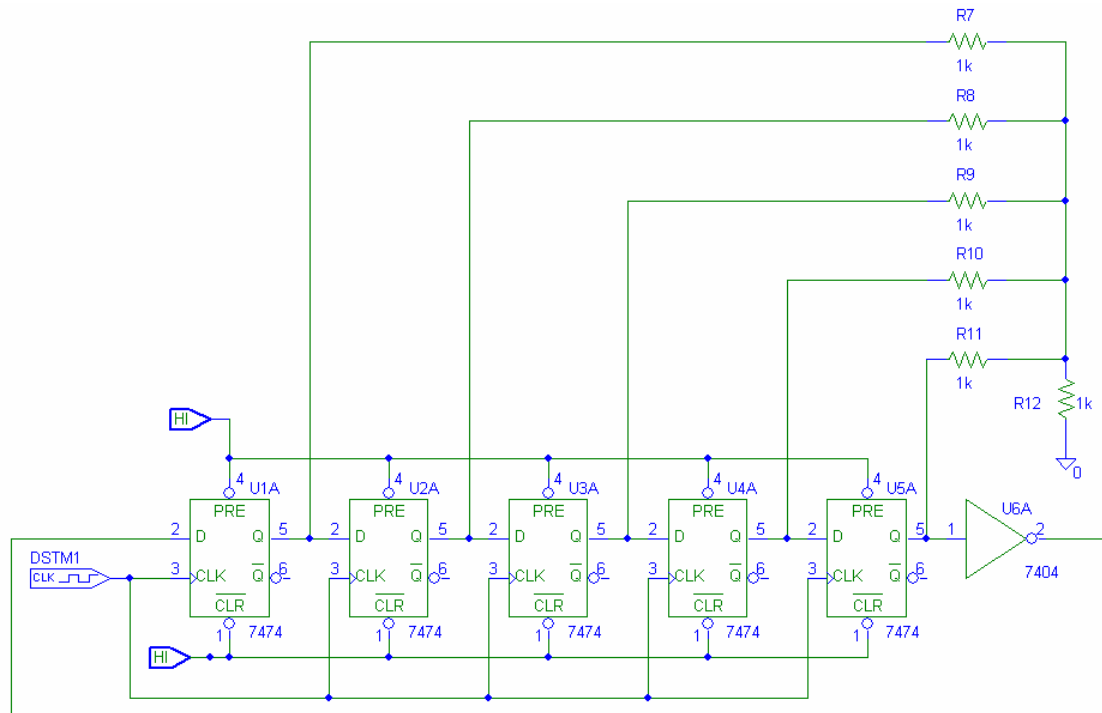 R7
1k
R8
1k
R9
1k
R10
1k
R11
1k
R12 1k
0
HI
4 U1A 4 U2A 4 U3A 4 U4A 4 U5A
U6A
PRE PRE PRE PRE PRE
2 D Q 5 2 D Q 5 2 D Q 5 2 D Q 5 2 D Q 5 1 2
DSTM1
CLK 3 CLK Q 6 3 CLK Q 6 3 CLK Q 6 3 CLK Q 6 3 CLK Q 6
7404
CLR CLR CLR CLR CLR
1 7474 1 7474 1 7474 1 7474 1 7474
HI